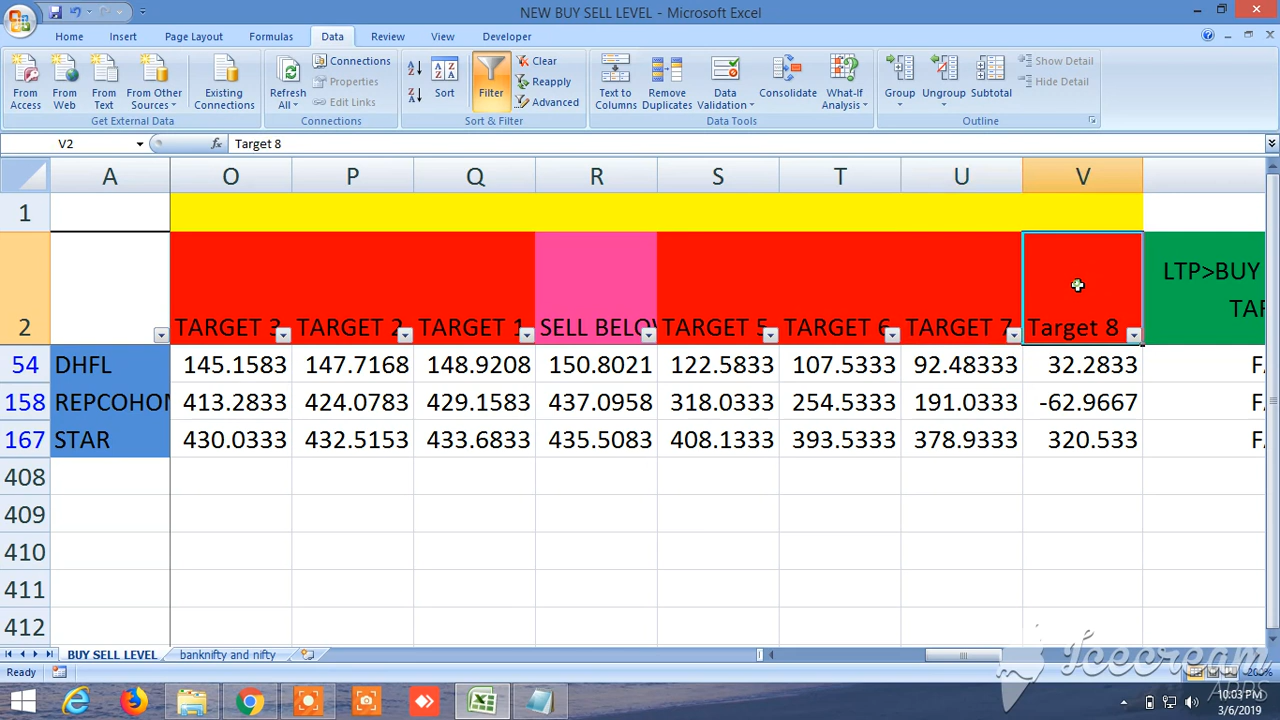 NEW BUY SELL LEVEL - Microsoft Excel
Home Insert Page Layout Formulas Data Review View Developer
From Access
From Web
From Text
From Other Sources
Existing Connections
Get External Data
Refresh All
Connections
Properties
Edit Links
Connections
Sort
Filter
Clear
Reapply
Advanced
Sort & Filter
Text to Columns
Remove Duplicates
Data Validation
Consolidate
What-If Analysis
Data Tools
Group
Ungroup
Subtotal
Show Detail
Hide Detail
Outline
V2 fx Target 8
A O P Q R S T U V
1
2 TARGET 3 TARGET 2 TARGET 1 SELL BELOW TARGET 5 TARGET 6 TARGET 7 Target 8 LTP>BUY
TAR
54 DHFL 145.1583 147.7168 148.9208 150.8021 122.5833 107.5333 92.48333 32.2833 FA
158 REPCOHON 413.2833 424.0783 429.1583 437.0958 318.0333 254.5333 191.0333 -62.9667 FA
167 STAR 430.0333 432.5153 433.6833 435.5083 408.1333 393.5333 378.9333 320.533 FA
408
409
410
411
412
BUY SELL LEVEL banknifty and nifty
Ready 200%
Icecream
APPS
10:03 PM
3/6/2019